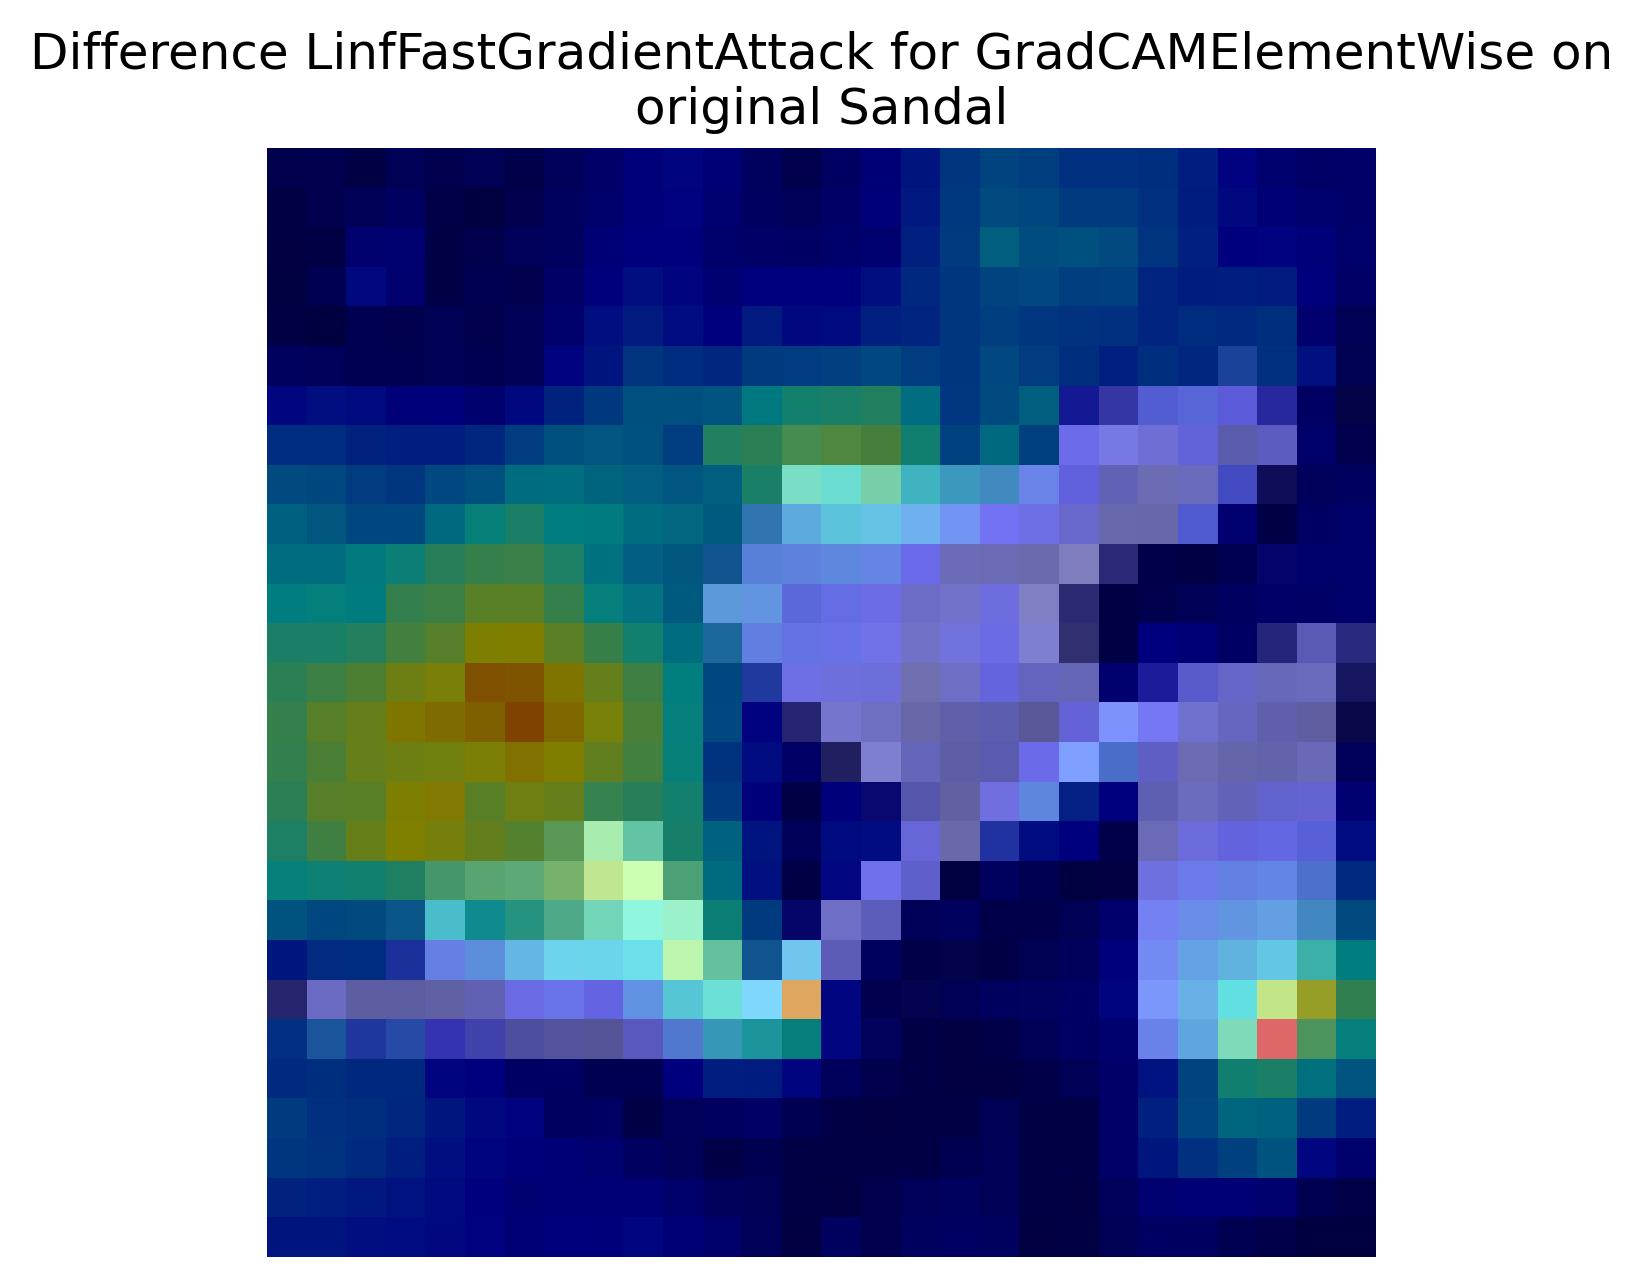 Difference LinfFastGradientAttack for GradCAMElementWise on
original Sandal